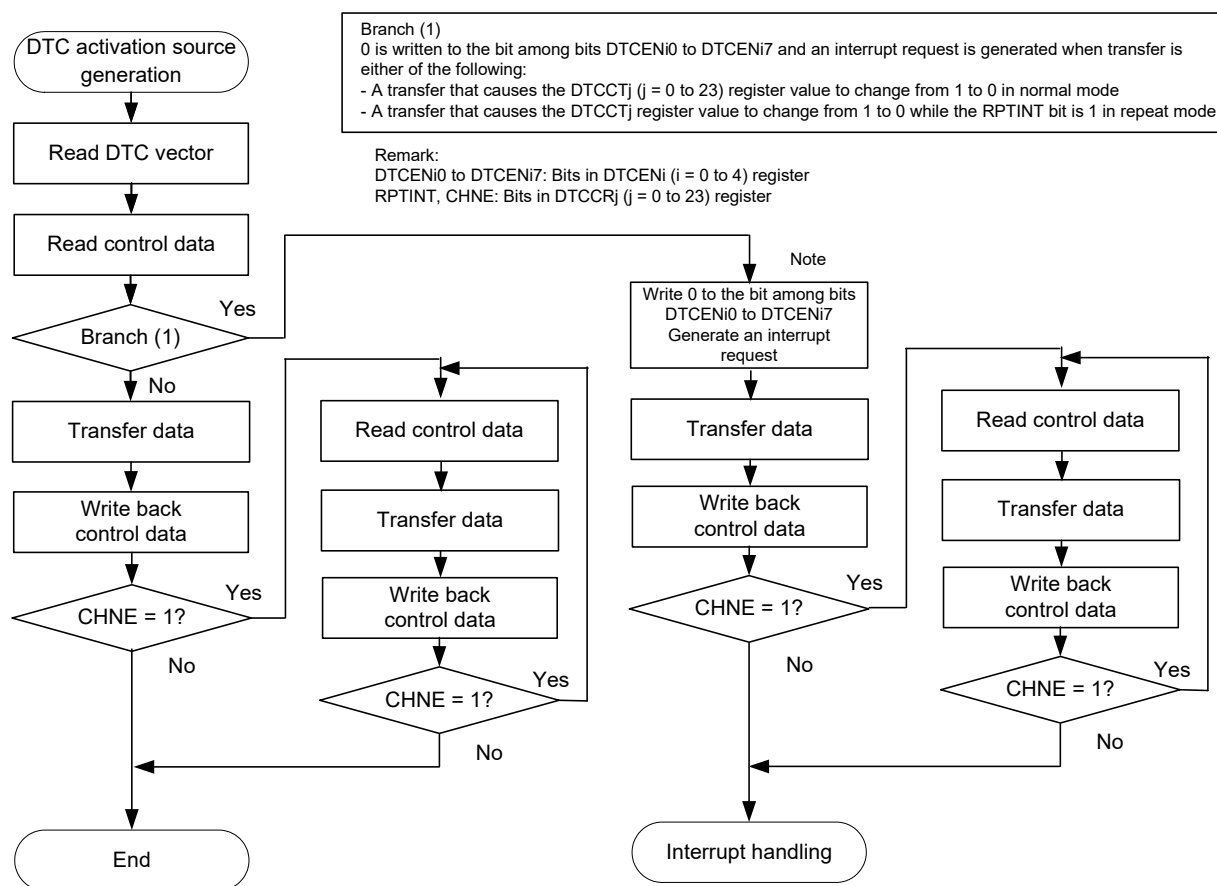 DTC activation source
generation
Read DTC vector
Read control data
Branch (1)
Yes
No
Transfer data
Write back
control data
CHNE = 1?
Yes
No
End
Read control data
Transfer data
Write back
control data
CHNE = 1?
Yes
No
Branch (1)
0 is written to the bit among bits DTCENi0 to DTCENi7 and an interrupt request is generated when transfer is
either of the following:
- A transfer that causes the DTCCTj (j = 0 to 23) register value to change from 1 to 0 in normal mode
- A transfer that causes the DTCCTj register value to change from 1 to 0 while the RPTINT bit is 1 in repeat mode
Remark:
DTCENi0 to DTCENi7: Bits in DTCENi (i = 0 to 4) register
RPTINT, CHNE: Bits in DTCCRj (j = 0 to 23) register
Note
Write 0 to the bit among bits
DTCENi0 to DTCENi7
Generate an interrupt
request
Transfer data
Write back
control data
CHNE = 1?
Yes
No
Interrupt handling
Read control data
Transfer data
Write back
control data
CHNE = 1?
Yes
No